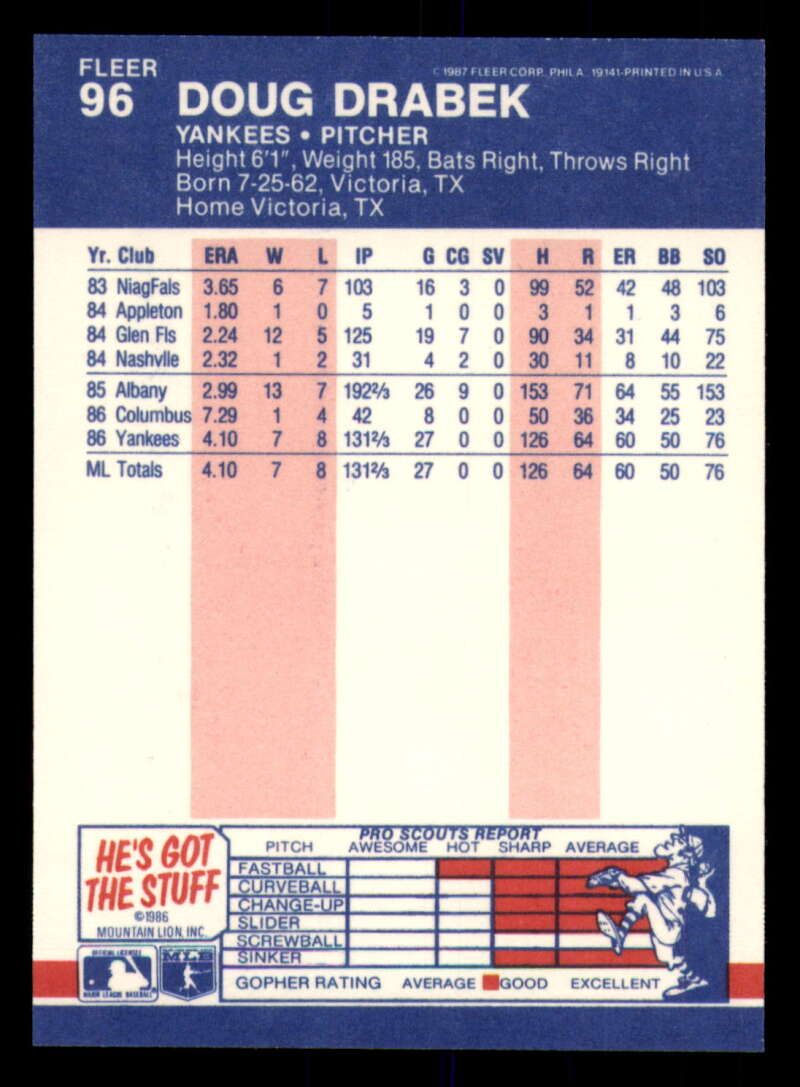 FLEER © 1987 FLEER CORP. PHILA. 19141-PRINTED IN U.S.A.
96 DOUG DRABEK
YANKEES • PITCHER
Height 6'1", Weight 185, Bats Right, Throws Right
Born 7-25-62, Victoria, TX
Home Victoria, TX
Yr. Club ERA W L IP G CG SV H R ER BB SO
83 NiagFals 3.65 6 7 103 16 3 0 99 52 42 48 103
84 Appleton 1.80 1 0 5 1 0 0 3 1 1 3 6
84 Glen Fls 2.24 12 5 125 19 7 0 90 34 31 44 75
84 Nashvlle 2.32 1 2 31 4 2 0 30 11 8 10 22
85 Albany 2.99 13 7 192⅔ 26 9 0 153 71 64 55 153
86 Columbus 7.29 1 4 42 8 0 0 50 36 34 25 23
86 Yankees 4.10 7 8 131⅔ 27 0 0 126 64 60 50 76
ML Totals 4.10 7 8 131⅔ 27 0 0 126 64 60 50 76
HE'S GOT
THE STUFF
©1986
MOUNTAIN LION, INC.
PRO SCOUTS REPORT
PITCH AWESOME HOT SHARP AVERAGE
FASTBALL
CURVEBALL
CHANGE-UP
SLIDER
SCREWBALL
SINKER
GOPHER RATING AVERAGE GOOD EXCELLENT
OFFICIAL LICENSEE
MAJOR LEAGUE BASEBALL
MLB